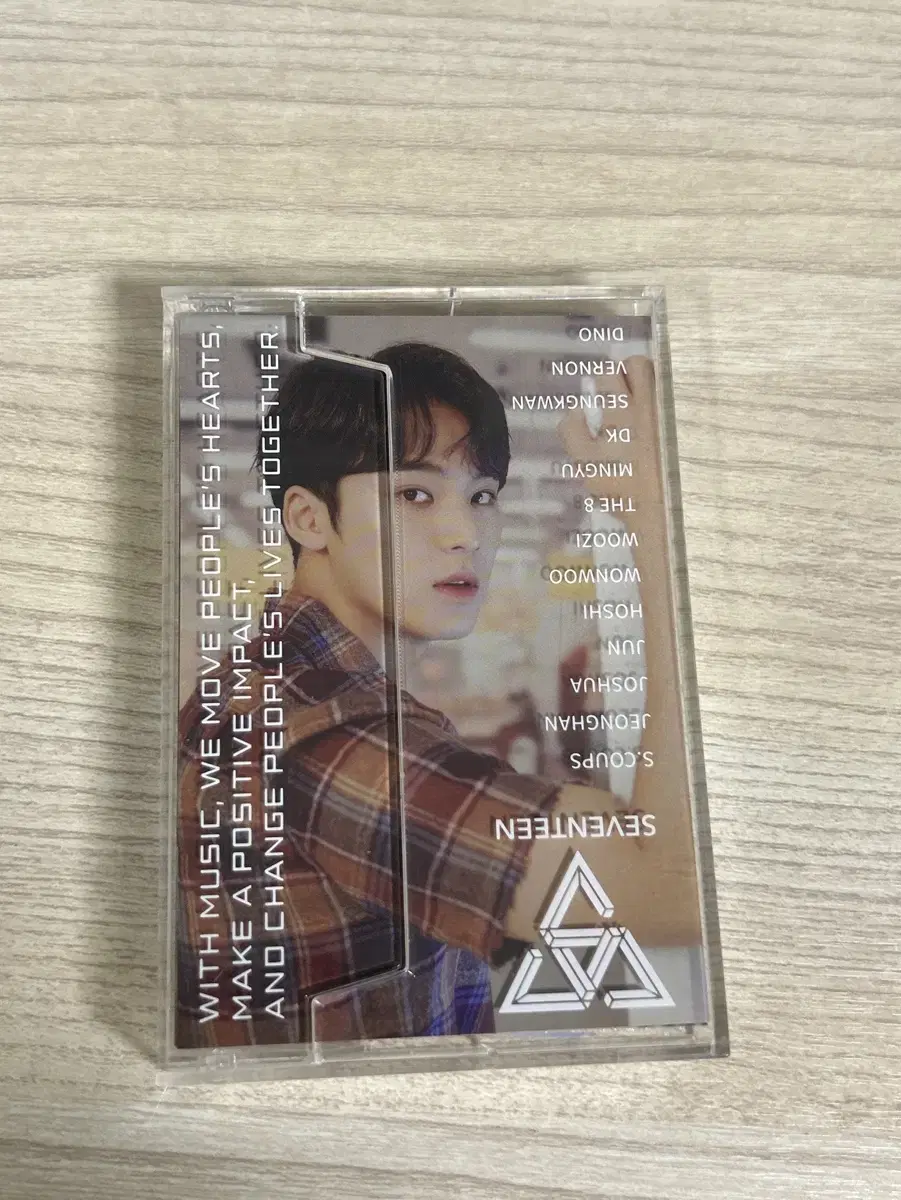 WITH MUSIC, WE MOVE PEOPLE'S HEARTS,
MAKE A POSITIVE IMPACT,
AND CHANGE PEOPLE'S LIVES TOGETHER.
SEVENTEEN
S.COUPS
JEONGHAN
JOSHUA
JUN
HOSHI
WONWOO
WOOZI
THE 8
MINGYU
DK
SEUNGKWAN
VERNON
DINO